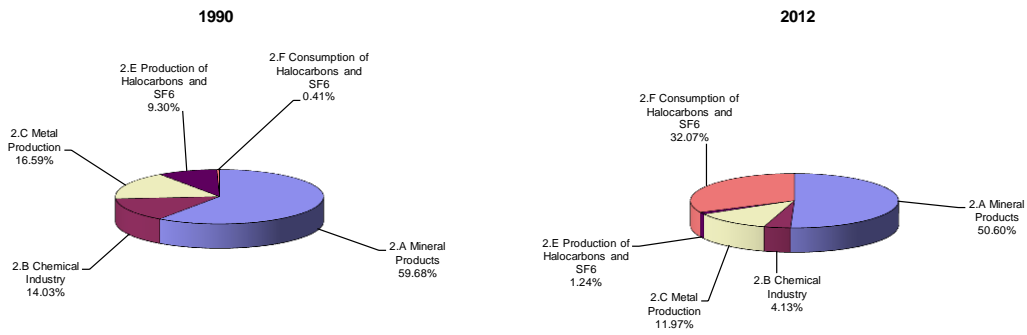 1990
2.F Consumption of
Halocarbons and
SF6
0.41%
2.E Production of
Halocarbons and
SF6
9.30%
2.C Metal
Production
16.59%
2.A Mineral
Products
59.68%
2.B Chemical
Industry
14.03%
2012
2.F Consumption of
Halocarbons and
SF6
32.07%
2.A Mineral
Products
50.60%
2.E Production of
Halocarbons and
SF6
1.24%
2.B Chemical
Industry
4.13%
2.C Metal
Production
11.97%